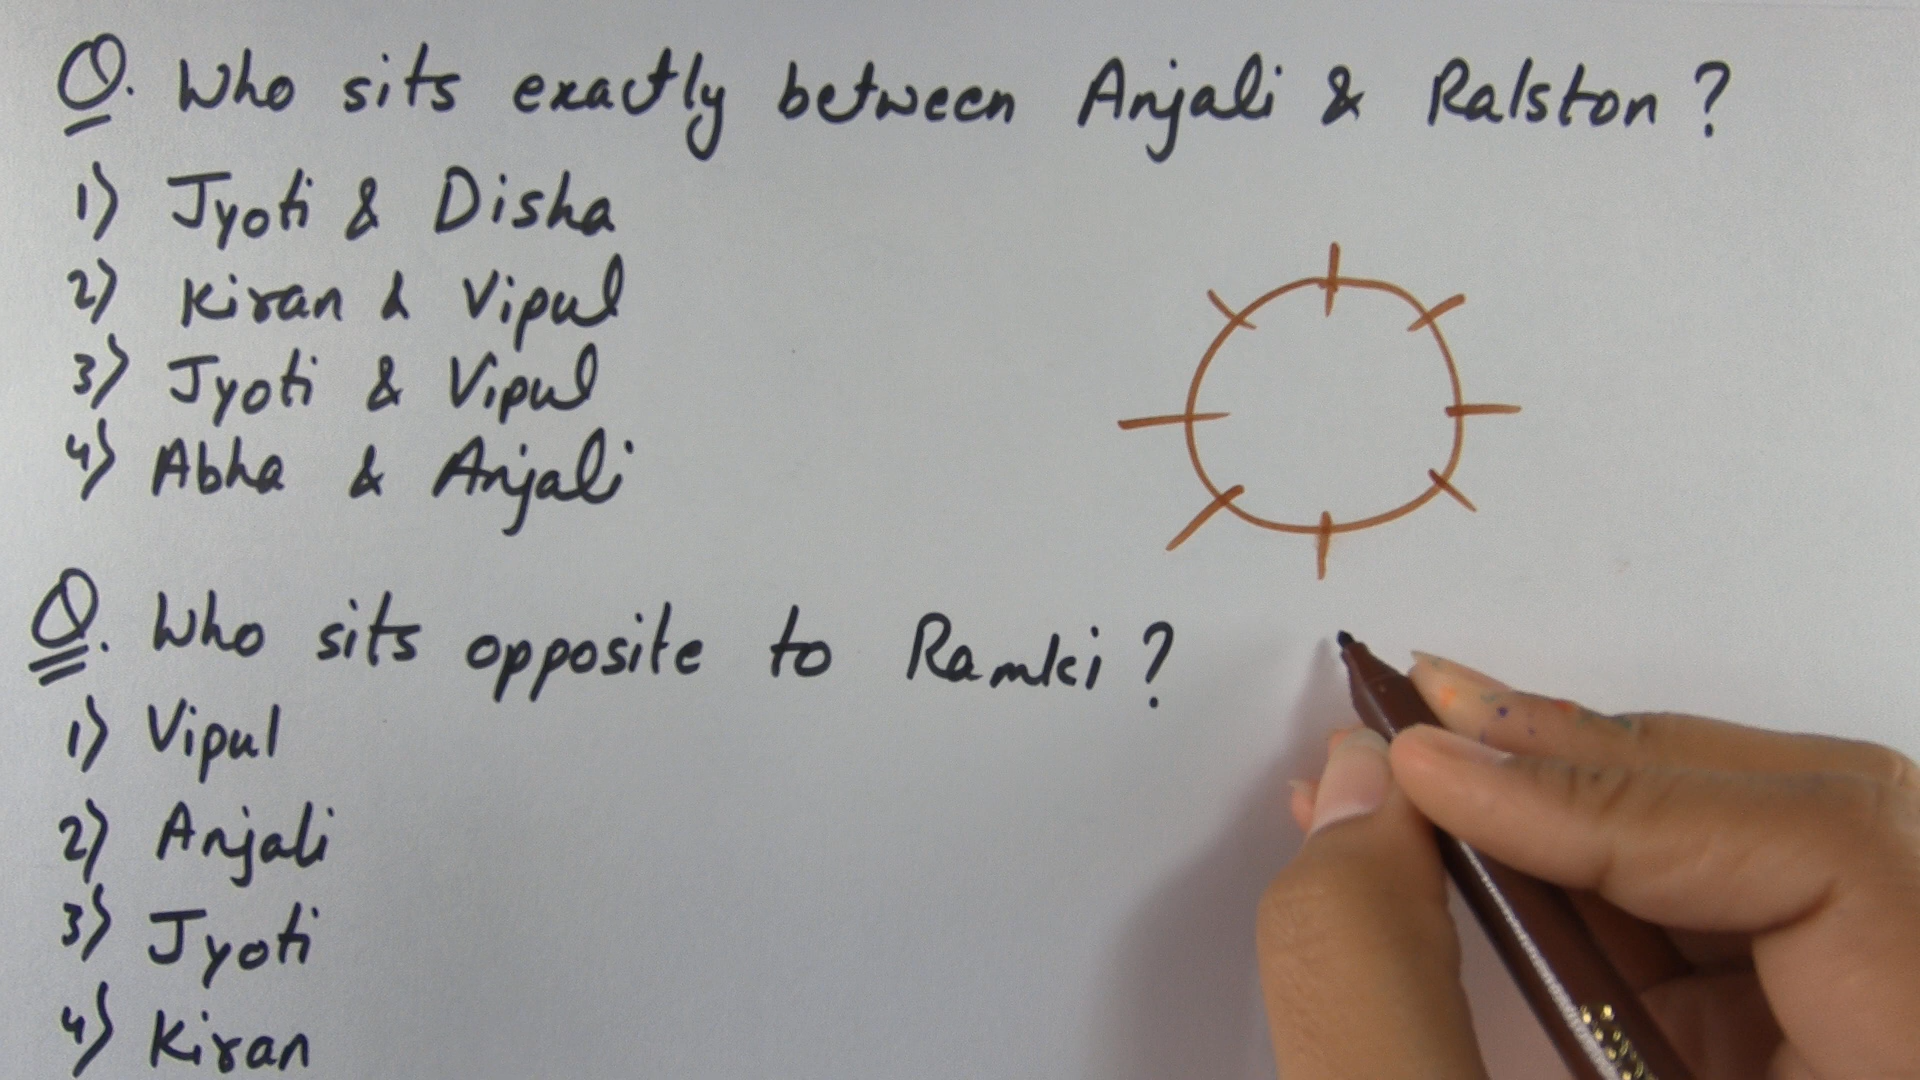 Q. Who sits exactly between Anjali & Ralston?
1) Jyoti & Disha
2) Kiran & Vipul
3) Jyoti & Vipul
4) Abha & Anjali
Q. Who sits opposite to Ramki?
1) Vipul
2) Anjali
3) Jyoti
4) Kiran